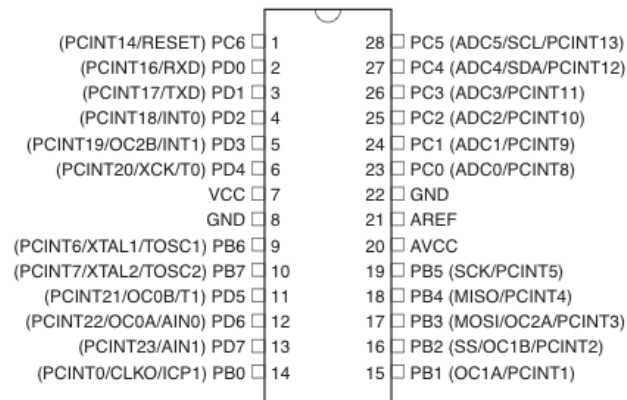 (PCINT14/RESET) PC6 1 28 PC5 (ADC5/SCL/PCINT13)
(PCINT16/RXD) PD0 2 27 PC4 (ADC4/SDA/PCINT12)
(PCINT17/TXD) PD1 3 26 PC3 (ADC3/PCINT11)
(PCINT18/INT0) PD2 4 25 PC2 (ADC2/PCINT10)
(PCINT19/OC2B/INT1) PD3 5 24 PC1 (ADC1/PCINT9)
(PCINT20/XCK/T0) PD4 6 23 PC0 (ADC0/PCINT8)
VCC 7 22 GND
GND 8 21 AREF
(PCINT6/XTAL1/TOSC1) PB6 9 20 AVCC
(PCINT7/XTAL2/TOSC2) PB7 10 19 PB5 (SCK/PCINT5)
(PCINT21/OC0B/T1) PD5 11 18 PB4 (MISO/PCINT4)
(PCINT22/OC0A/AIN0) PD6 12 17 PB3 (MOSI/OC2A/PCINT3)
(PCINT23/AIN1) PD7 13 16 PB2 (SS/OC1B/PCINT2)
(PCINT0/CLKO/ICP1) PB0 14 15 PB1 (OC1A/PCINT1)